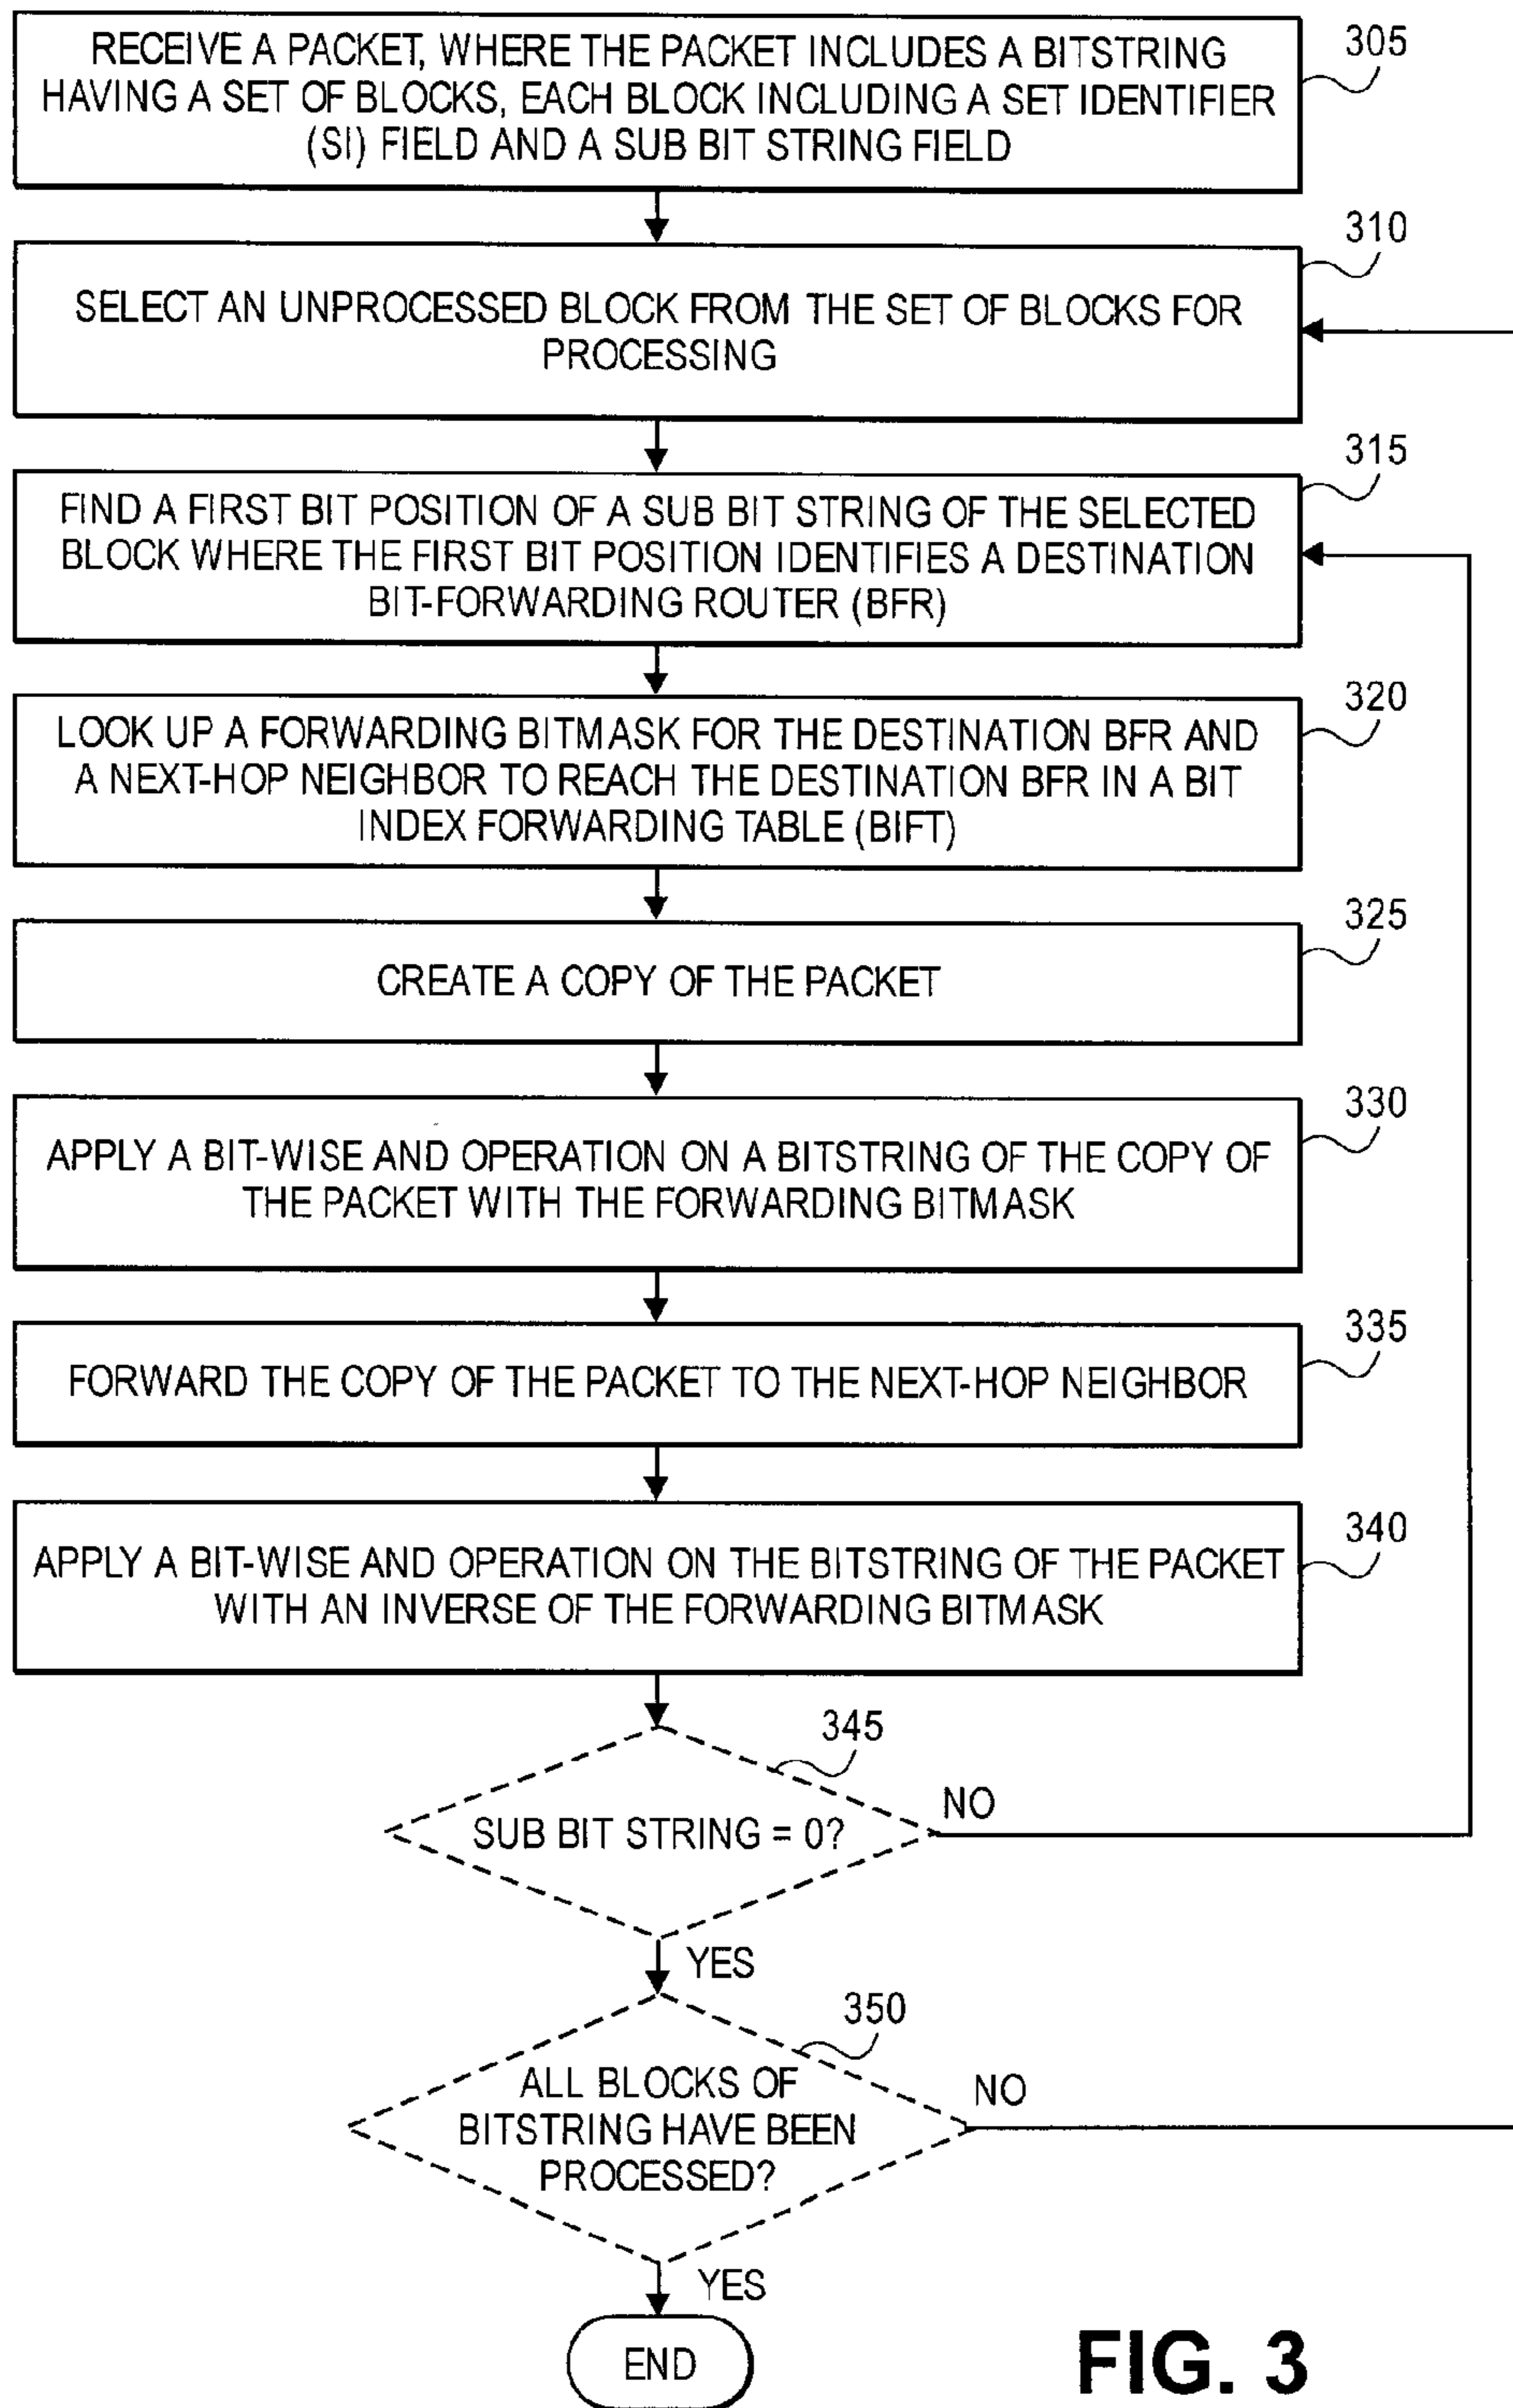 RECEIVE A PACKET, WHERE THE PACKET INCLUDES A BITSTRING
HAVING A SET OF BLOCKS, EACH BLOCK INCLUDING A SET IDENTIFIER
(SI) FIELD AND A SUB BIT STRING FIELD
305
SELECT AN UNPROCESSED BLOCK FROM THE SET OF BLOCKS FOR
PROCESSING
310
FIND A FIRST BIT POSITION OF A SUB BIT STRING OF THE SELECTED
BLOCK WHERE THE FIRST BIT POSITION IDENTIFIES A DESTINATION
BIT-FORWARDING ROUTER (BFR)
315
LOOK UP A FORWARDING BITMASK FOR THE DESTINATION BFR AND
A NEXT-HOP NEIGHBOR TO REACH THE DESTINATION BFR IN A BIT
INDEX FORWARDING TABLE (BIFT)
320
CREATE A COPY OF THE PACKET
325
APPLY A BIT-WISE AND OPERATION ON A BITSTRING OF THE COPY OF
THE PACKET WITH THE FORWARDING BITMASK
330
FORWARD THE COPY OF THE PACKET TO THE NEXT-HOP NEIGHBOR
335
APPLY A BIT-WISE AND OPERATION ON THE BITSTRING OF THE PACKET
WITH AN INVERSE OF THE FORWARDING BITMASK
340
345
SUB BIT STRING = 0?
NO
YES
350
ALL BLOCKS OF
BITSTRING HAVE BEEN
PROCESSED?
NO
YES
END
FIG. 3